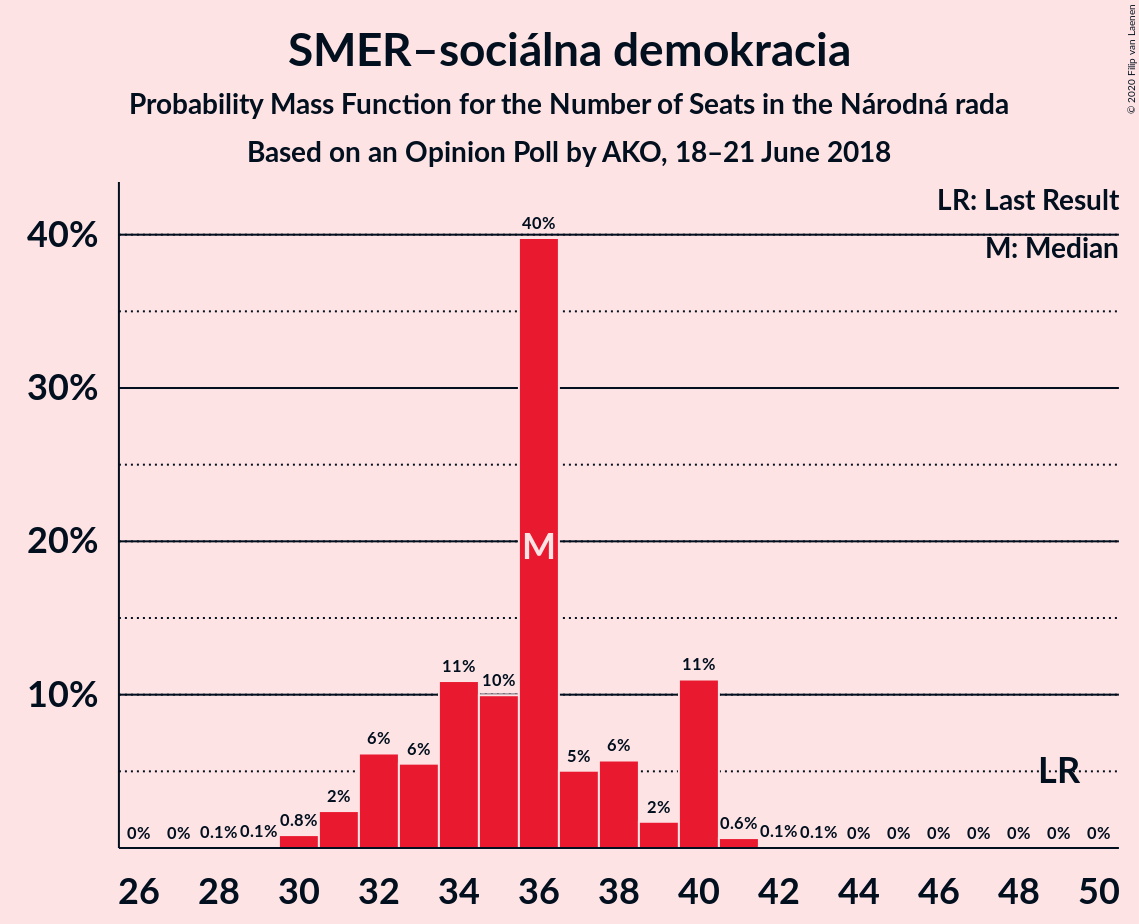 SMER–sociálna demokracia
Probability Mass Function for the Number of Seats in the Národná rada
Based on an Opinion Poll by AKO, 18–21 June 2018
© 2020 Filip van Laenen
LR: Last Result
M: Median
40%
30%
20%
10%
0% 0% 0.1% 0.1% 0.8% 2% 6% 6% 11% 10% 40% 5% 6% 2% 11% 0.6% 0.1% 0.1% 0% 0% 0% 0% 0% 0% 0%
M
LR
26 28 30 32 34 36 38 40 42 44 46 48 50